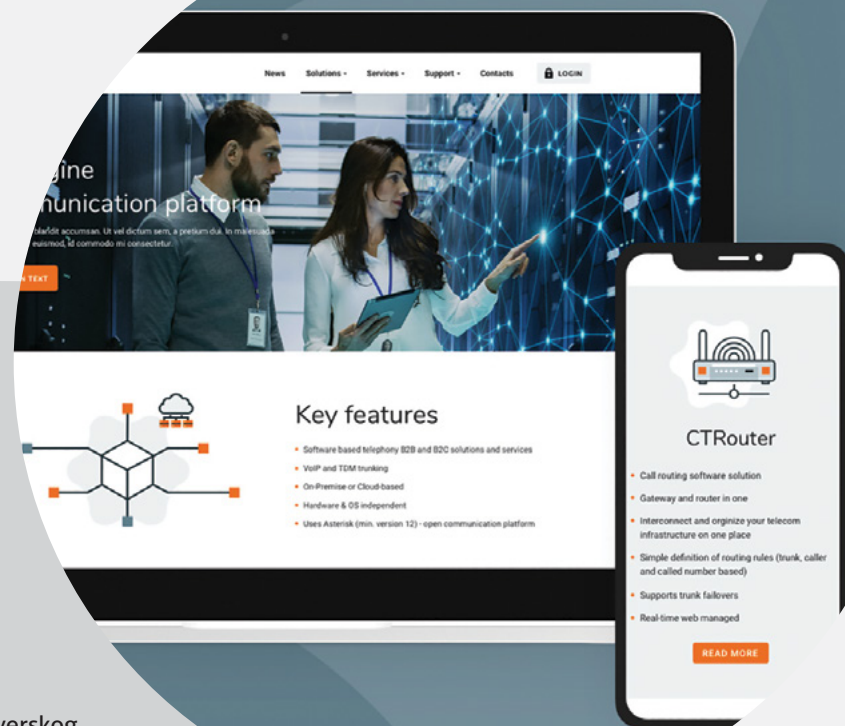 News Solutions Services Support Contacts LOGIN
gine
munication platform
blandit accumsan. Ut vel dictum sem, a pretium dui. In malesuada
euismod, id commodo mi consectetur.
N TEXT
Key features
• Software based telephony B2B and B2C solutions and services
• VoIP and TDM trunking
• On-Premise or Cloud-based
• Hardware & OS independent
• Uses Asterisk (min. version 12) - open communication platform
CTRouter
• Call routing software solution
• Gateway and router in one
• Interconnect and orginize your telecom
infrastructure on one place
• Simple definition of routing rules (trunk, caller
and called number based)
• Supports trunk failovers
• Real-time web managed
READ MORE
verskog